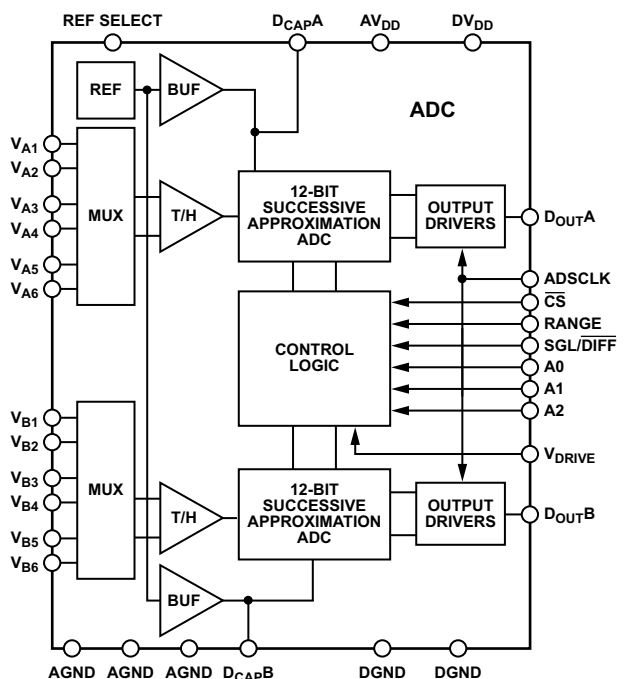 REF SELECT
DCAPA
AVDD
DVDD
REF
BUF
ADC
VA1
VA2
VA3
VA4
VA5
VA6
MUX
T/H
12-BIT
SUCCESSIVE
APPROXIMATION
ADC
OUTPUT
DRIVERS
DOUTA
ADSCLK
CS
RANGE
SGL/DIFF
A0
A1
A2
CONTROL
LOGIC
VDRIVE
VB1
VB2
VB3
VB4
VB5
VB6
MUX
T/H
12-BIT
SUCCESSIVE
APPROXIMATION
ADC
OUTPUT
DRIVERS
DOUTB
BUF
AGND
AGND
AGND
DCAPB
DGND
DGND